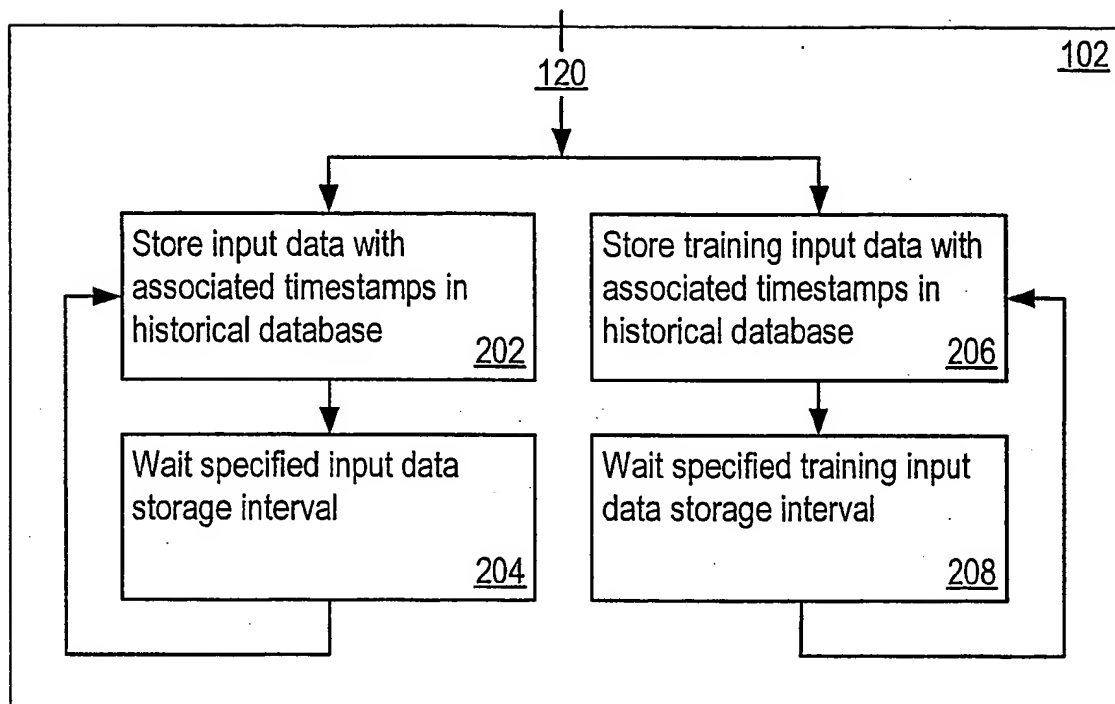 102
120
Store input data with
associated timestamps in
historical database
202
Store training input data with
associated timestamps in
historical database
206
Wait specified input data
storage interval
204
Wait specified training input
data storage interval
208